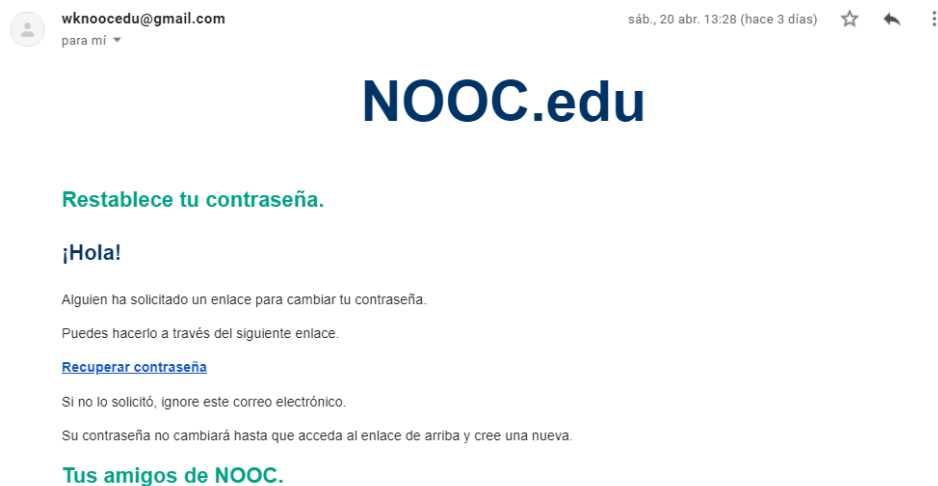 wknoocedu@gmail.com
sáb., 20 abr. 13:28 (hace 3 días)
para mí
NOOC.edu
Restablece tu contraseña.
¡Hola!
Alguien ha solicitado un enlace para cambiar tu contraseña.
Puedes hacerlo a través del siguiente enlace.
Recuperar contraseña
Si no lo solicitó, ignore este correo electrónico.
Su contraseña no cambiará hasta que acceda al enlace de arriba y cree una nueva.
Tus amigos de NOOC.